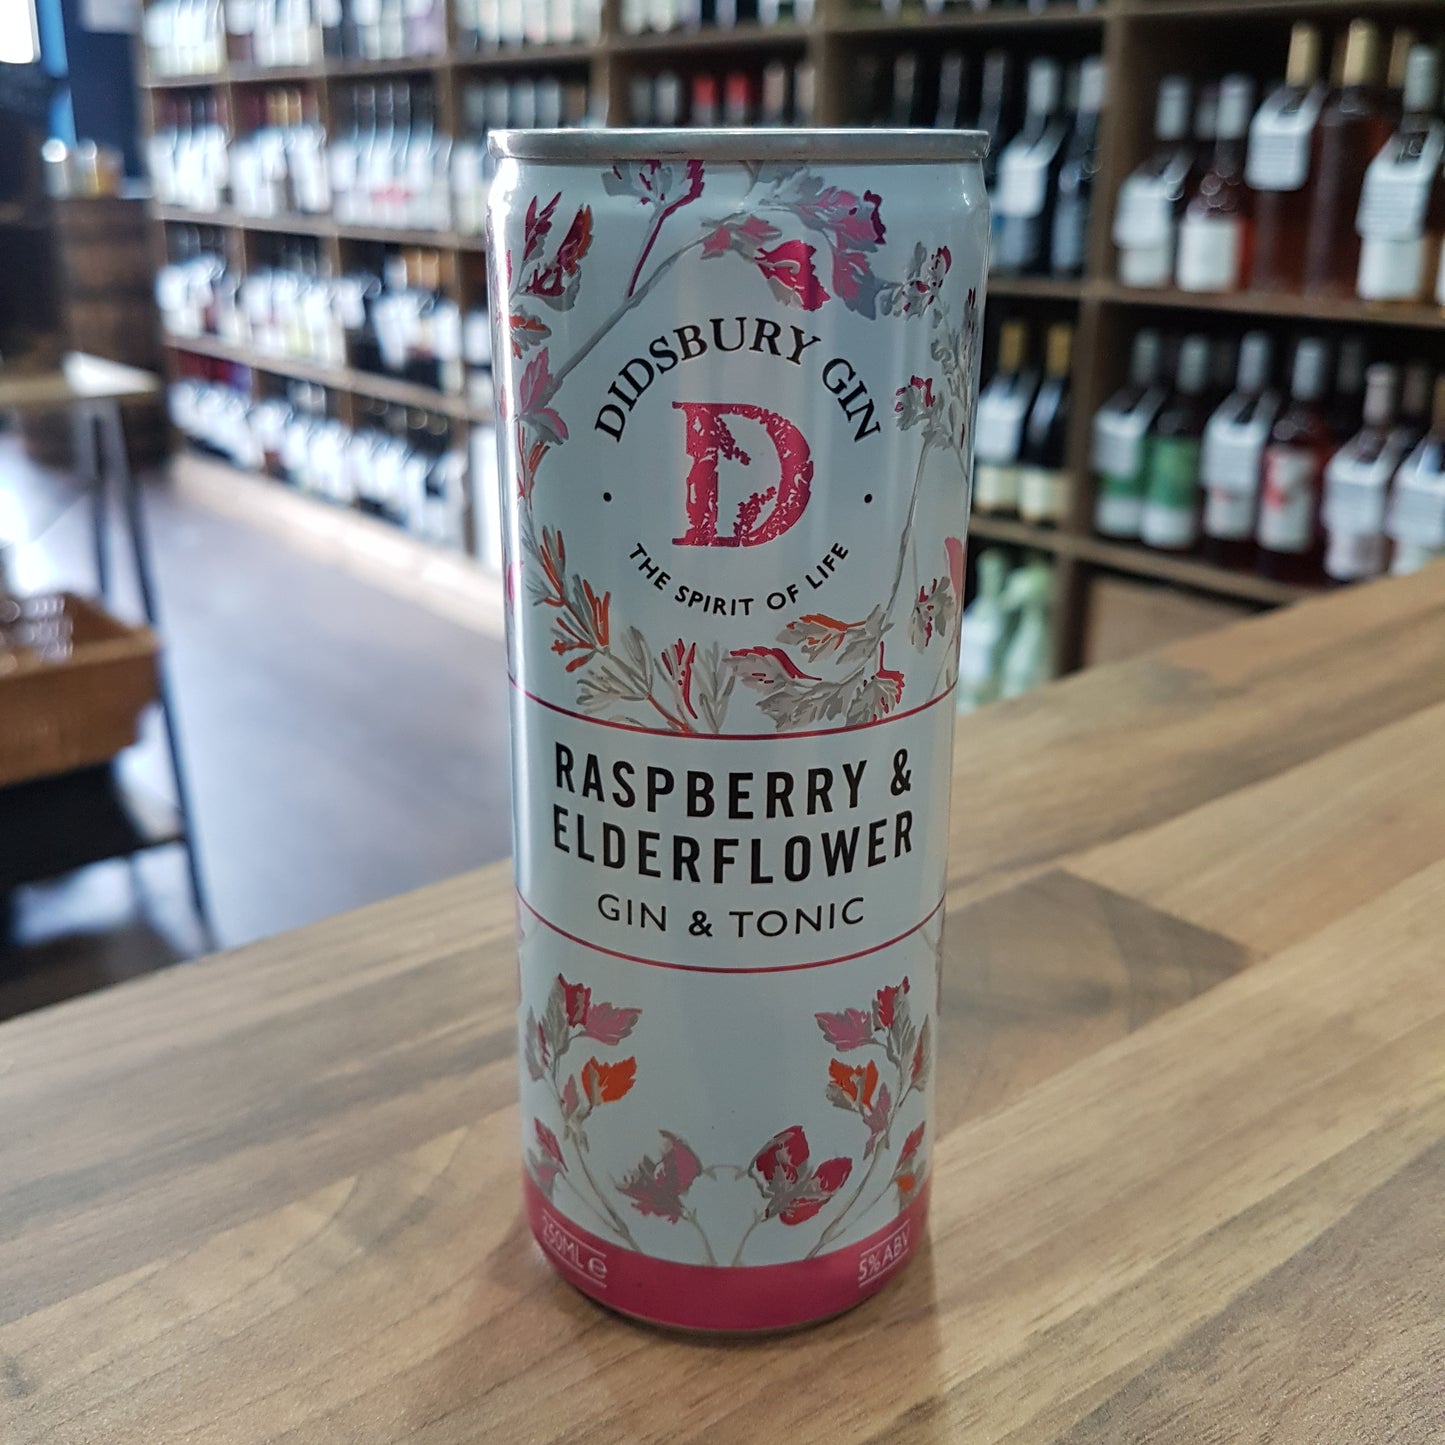 DIDSBURY GIN
D
THE SPIRIT OF LIFE
RASPBERRY &
ELDERFLOWER
GIN & TONIC
250ML e
5% ABV